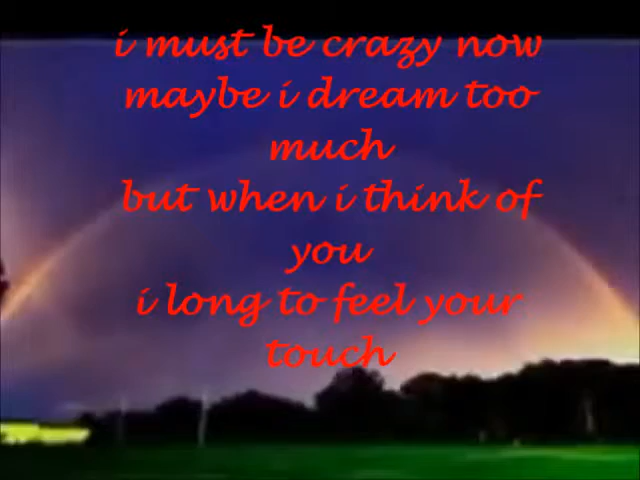 i must be crazy now
maybe i dream too
much
but when i think of
you
i long to feel your
touch